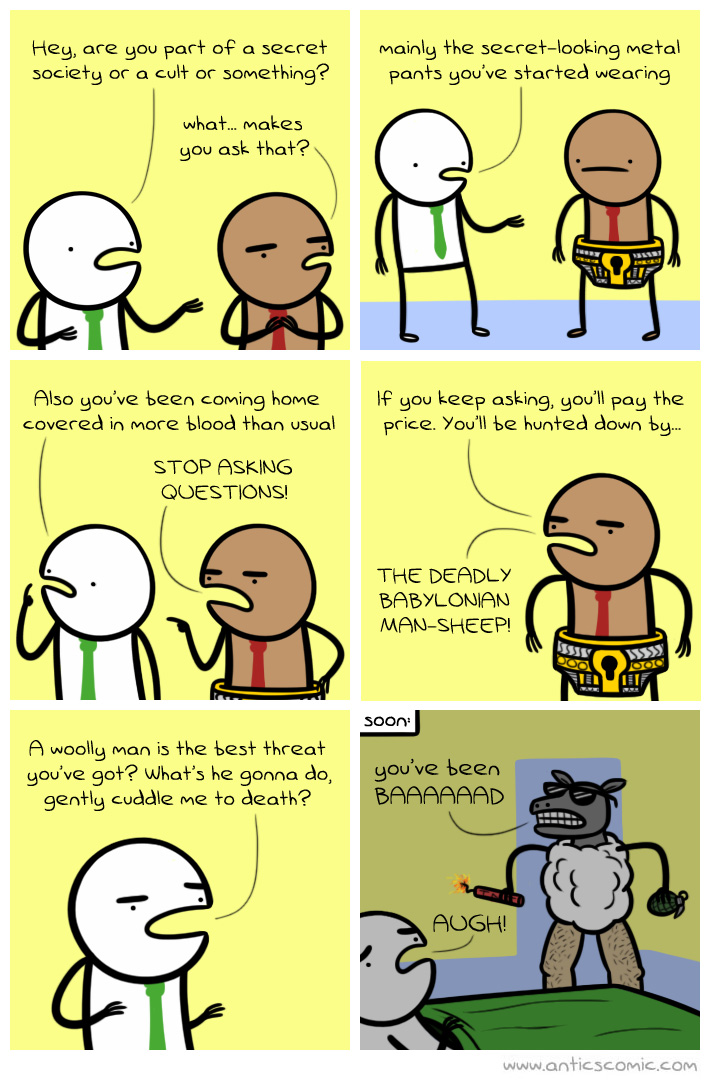 Hey, are you part of a secret
society or a cult or something?
what... makes
you ask that?
mainly the secret-looking metal
pants you've started wearing
Also you've been coming home
covered in more blood than usual
STOP ASKING
QUESTIONS!
If you keep asking, you'll pay the
price. You'll be hunted down by...
THE DEADLY
BABYLONIAN
MAN-SHEEP!
A woolly man is the best threat
you've got? What's he gonna do,
gently cuddle me to death?
soon:
you've been
BAAAAAAD
AUGH!
www.anticscomic.com